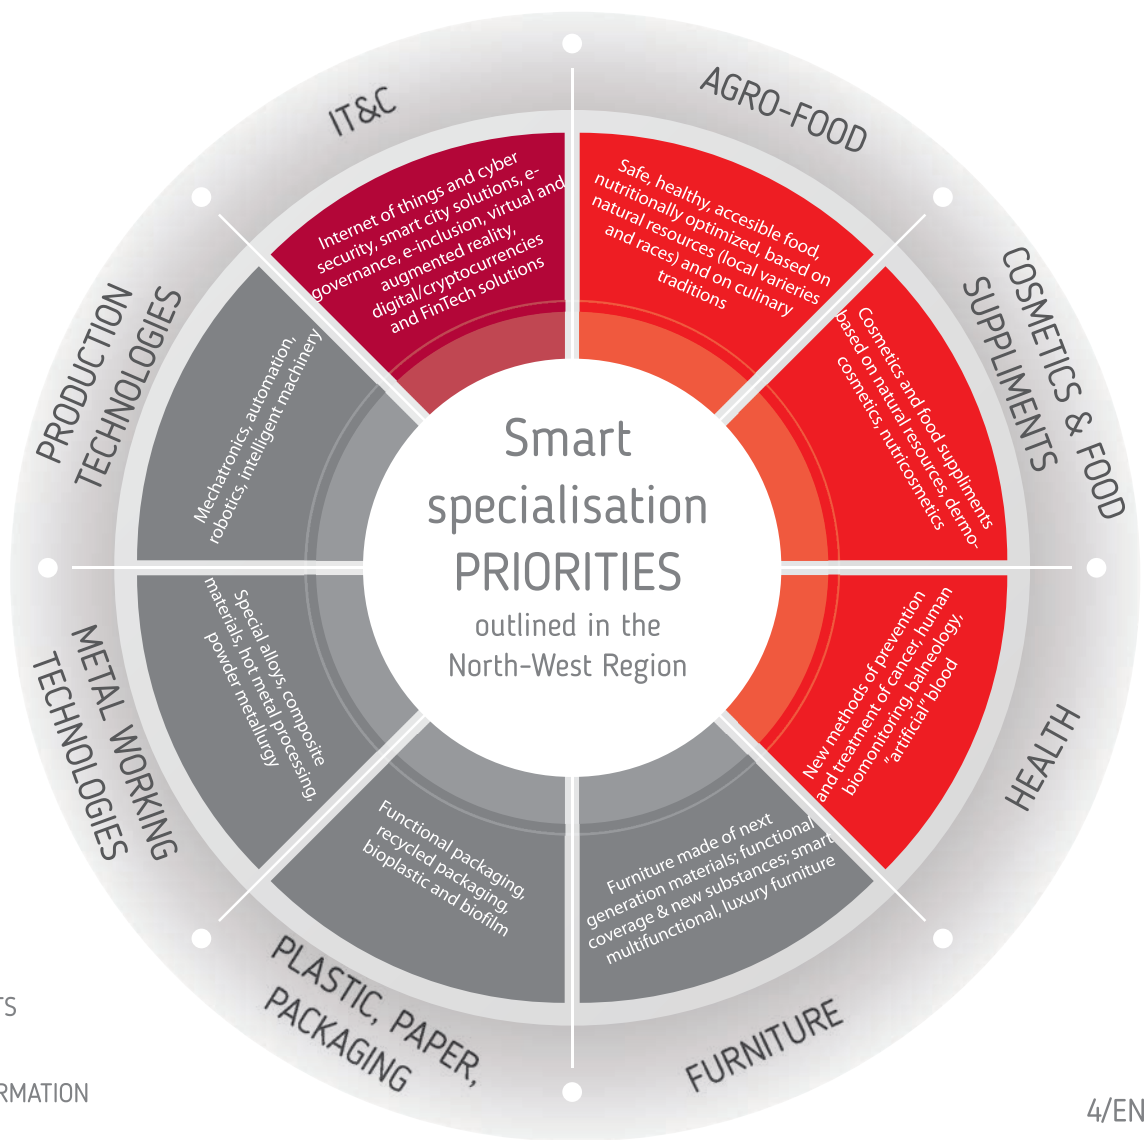 Smart
specialisation
PRIORITIES
outlined in the
North-West Region
IT&C
Internet of things and cyber
security, smart city solutions, e-
governance, e-inclusion, virtual and
augmented reality,
digital/cryptocurrencies
and FinTech solutions
AGRO-FOOD
Safe, healthy, accesible food,
nutritionally optimized, based on
natural resources (local varieries
and races) and on culinary
traditions
COSMETICS & FOOD
SUPPLIMENTS
Cosmetics and food suppliments
based on natural resources, dermo-
cosmetics, nutricosmetics
HEALTH
New methods of prevention
and treatment of cancer, human
biomonitoring, balneology,
"artificial" blood
FURNITURE
Furniture made of next
generation materials; functional
coverage & new substances; smart
multifunctional, luxury furniture
PLASTIC, PAPER,
PACKAGING
Functional packaging,
recycled packaging,
bioplastic and biofilm
METAL WORKING
TECHNOLOGIES
Special alloys, composite
materials, hot metal processing,
powder metallurgy
PRODUCTION
TECHNOLOGIES
Mechatronics, automation,
robotics, intelligent machinery
TS
RMATION
4/EN